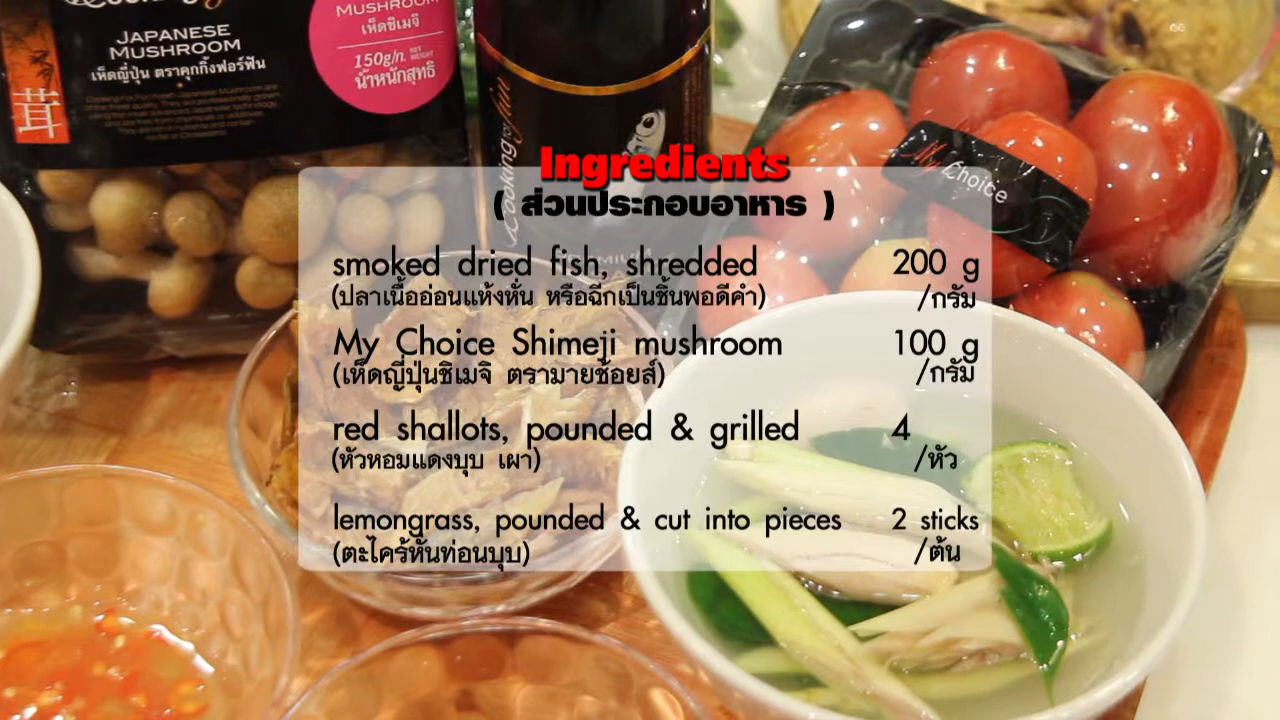 JAPANESE
MUSHROOM
เห็ดญี่ปุ่น ตราคุกกิ้งฟอร์ฟัน
MUSHROOM
เห็ดชิเมจิ
150g/ก. NET WEIGHT
น้ำหนักสุทธิ
茸
Cooking for fun
My Choice
Ingredients
( ส่วนประกอบอาหาร )
smoked dried fish, shredded 200 g
(ปลาเนื้ออ่อนแห้งหั่น หรือฉีกเป็นชิ้นพอดีคำ) /กรัม
My Choice Shimeji mushroom 100 g
(เห็ดญี่ปุ่นชิเมจิ ตรามายช้อยส์) /กรัม
red shallots, pounded & grilled 4
(หัวหอมแดงบุบ เผา) /หัว
lemongrass, pounded & cut into pieces 2 sticks
(ตะไคร้หั่นท่อนบุบ) /ต้น